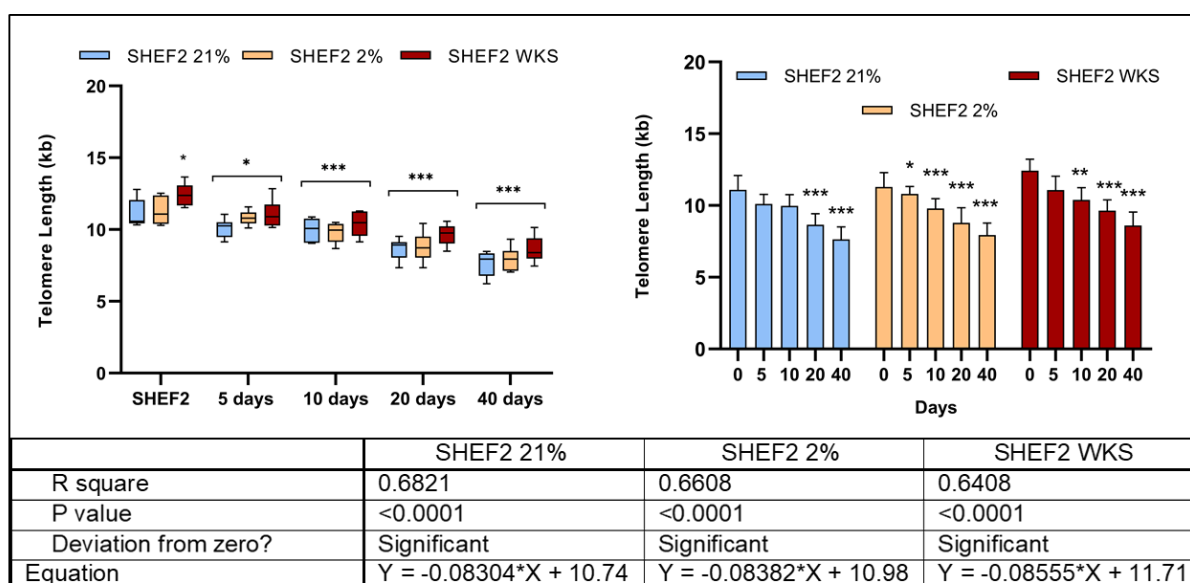 SHEF2 21% SHEF2 2% SHEF2 WKS
Telomere Length (kb)
20
15
10
5
0
*
*
***
***
***
SHEF2 5 days 10 days 20 days 40 days
SHEF2 21% SHEF2 WKS
SHEF2 2%
Telomere Length (kb)
20
15
10
5
0
*** *** * *** *** *** ** *** ***
0 5 10 20 40 0 5 10 20 40 0 5 10 20 40
Days
SHEF2 21% SHEF2 2% SHEF2 WKS
R square 0.6821 0.6608 0.6408
P value <0.0001 <0.0001 <0.0001
Deviation from zero? Significant Significant Significant
Equation Y = -0.08304*X + 10.74 Y = -0.08382*X + 10.98 Y = -0.08555*X + 11.71